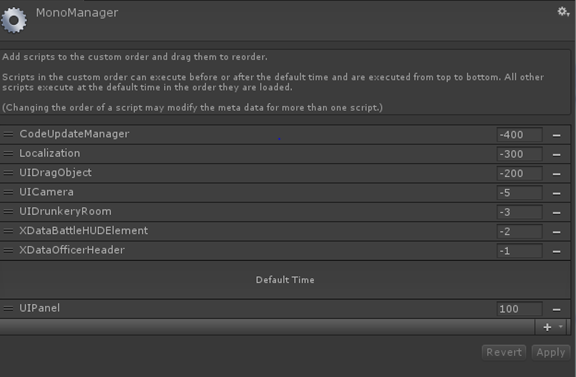 MonoManager
Add scripts to the custom order and drag them to reorder.
Scripts in the custom order can execute before or after the default time and are executed from top to bottom. All other
scripts execute at the default time in the order they are loaded.
(Changing the order of a script may modify the meta data for more than one script.)
CodeUpdateManager -400
Localization -300
UIDragObject -200
UICamera -5
UIDrunkeryRoom -3
XDataBattleHUDElement -2
XDataOfficerHeader -1
Default Time
UIPanel 100
Revert Apply